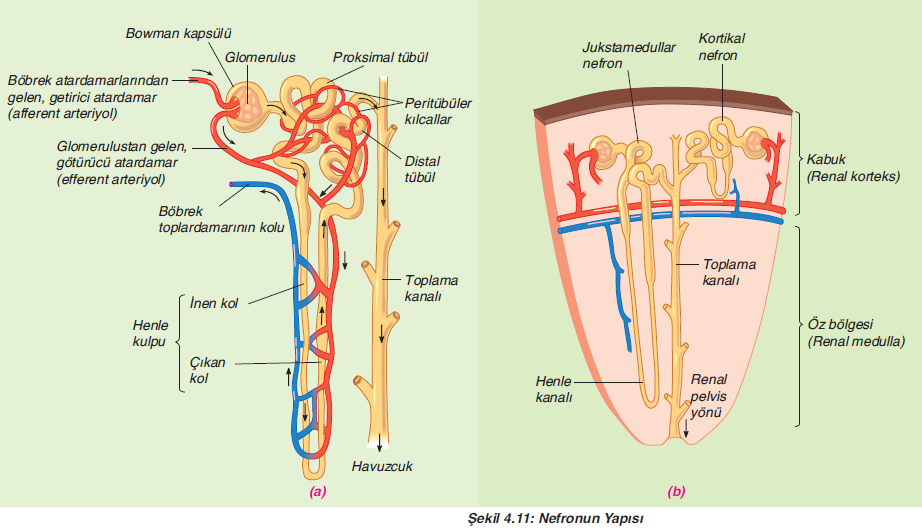 Bowman kapsülü
Glomerulus
Proksimal tübül
Böbrek atardamarlarından
gelen, getirici atardamar
(afferent arteriyol)
Peritübüler
kılcallar
Glomerulustan gelen,
götürücü atardamar
(efferent arteriyol)
Distal
tübül
Böbrek
toplardamarının kolu
İnen kol
Toplama
kanalı
Henle
kulpu
Çıkan
kol
Havuzcuk
(a)
Jukstamedullar
nefron
Kortikal
nefron
Kabuk
(Renal korteks)
Toplama
kanalı
Öz bölgesi
(Renal medulla)
Henle
kanalı
Renal
pelvis
yönü
(b)
Şekil 4.11: Nefronun Yapısı